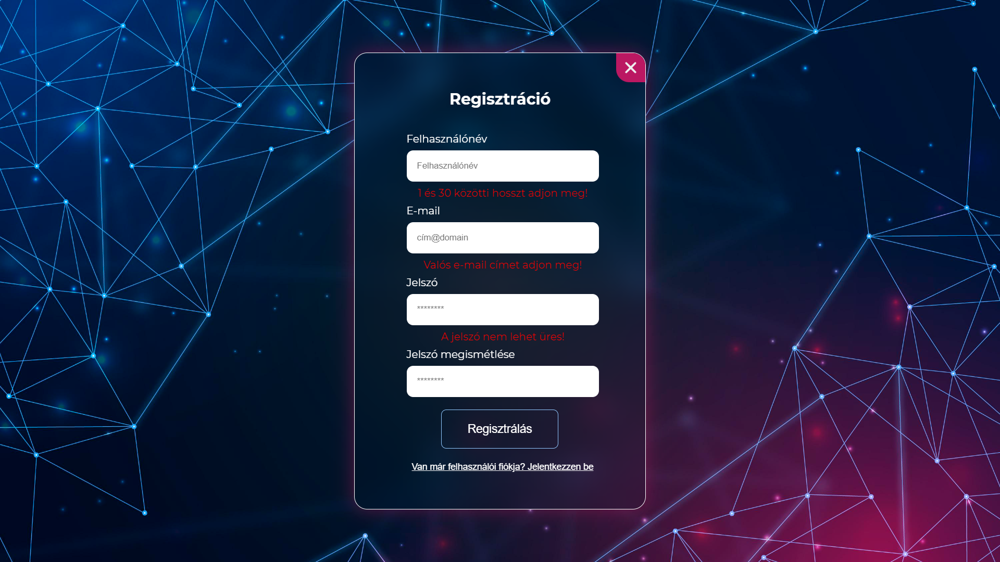 Regisztráció
Felhasználónév
Felhasználónév
1 és 30 közötti hosszt adjon meg!
E-mail
cím@domain
Valós e-mail címet adjon meg!
Jelszó
********
A jelszó nem lehet üres!
Jelszó megismétlése
********
Regisztrálás
Van már felhasználói fiókja? Jelentkezzen be